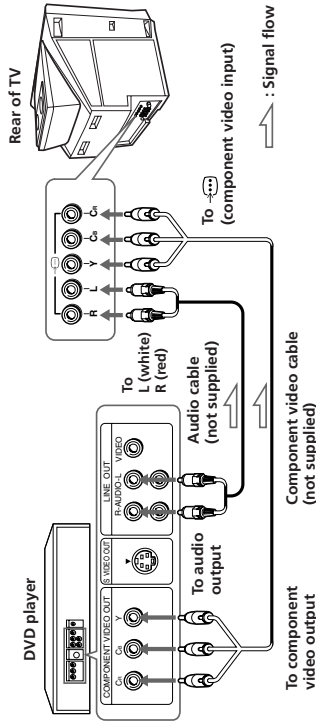 DVD player
Rear of TV
COMPONENT VIDEO OUT
CR
CB
Y
S VIDEO OUT
LINE OUT
R-AUDIO-L
VIDEO
R
L
Y
CB
CR
To
L (white)
R (red)
To audio
output
Audio cable
(not supplied)
To
(component video input)
To component
video output
Component video cable
(not supplied)
: Signal flow